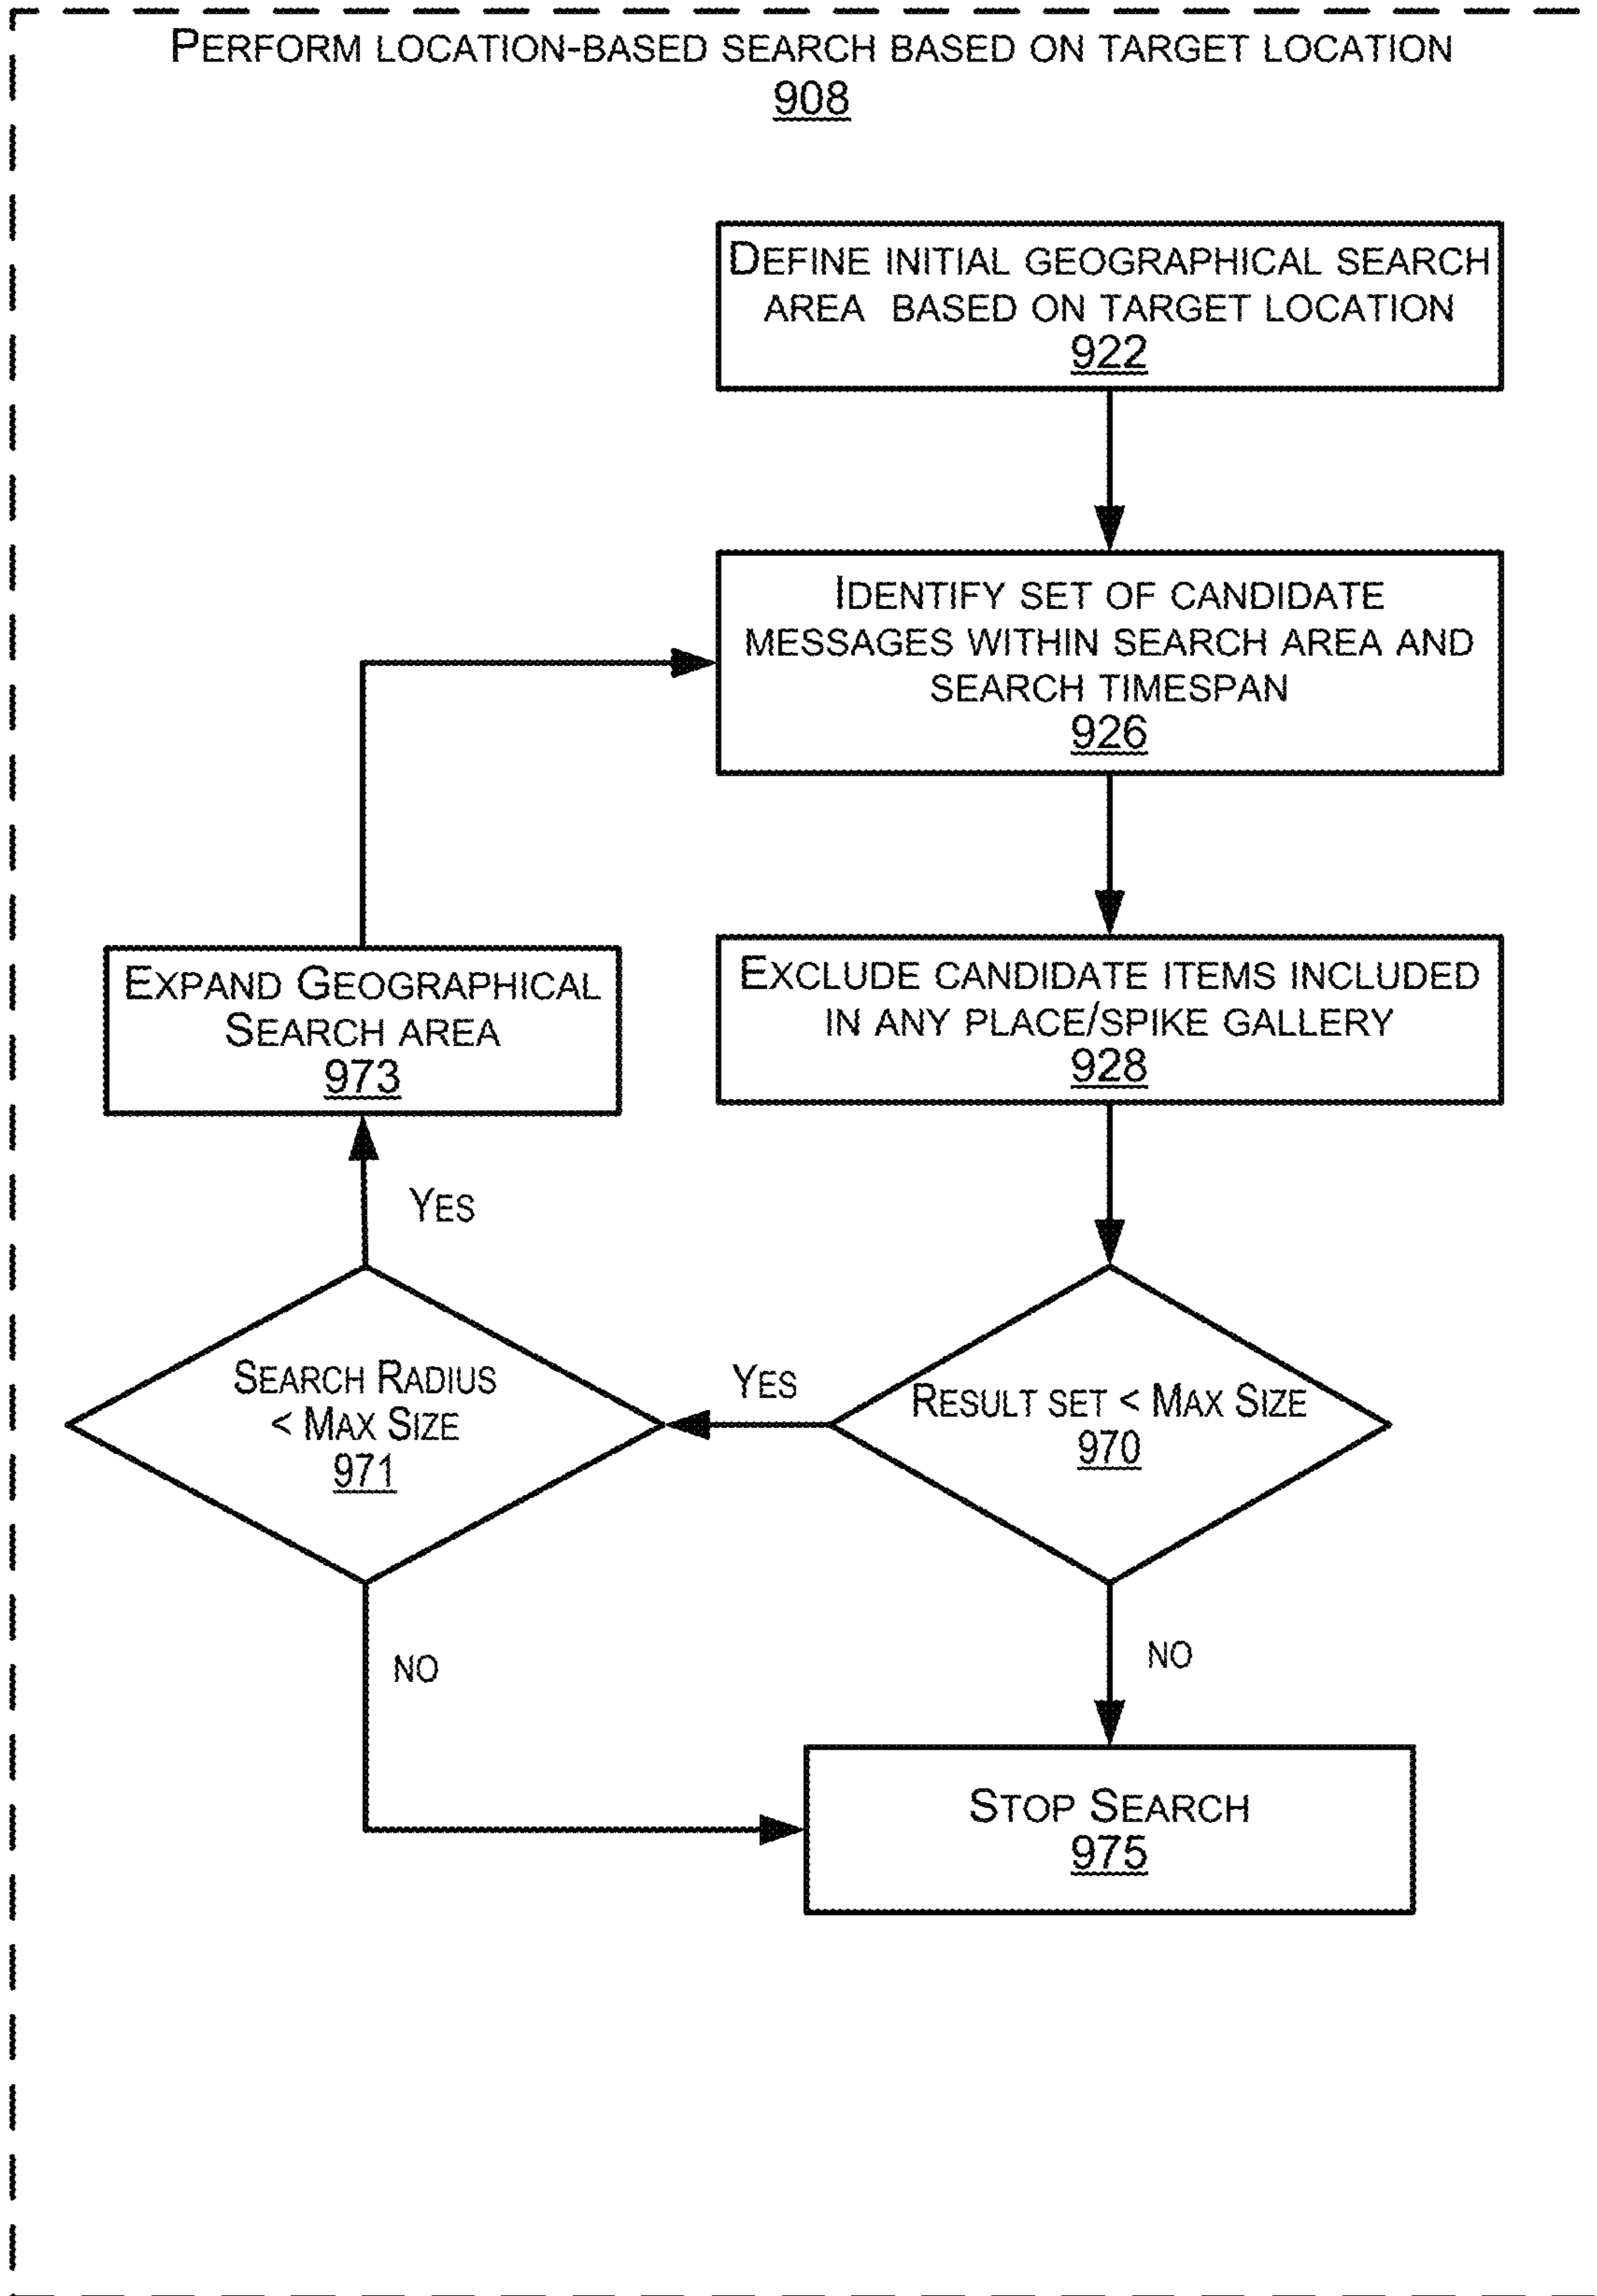 PERFORM LOCATION-BASED SEARCH BASED ON TARGET LOCATION
908
DEFINE INITIAL GEOGRAPHICAL SEARCH
AREA BASED ON TARGET LOCATION
922
IDENTIFY SET OF CANDIDATE
MESSAGES WITHIN SEARCH AREA AND
SEARCH TIMESPAN
926
EXCLUDE CANDIDATE ITEMS INCLUDED
IN ANY PLACE/SPIKE GALLERY
928
EXPAND GEOGRAPHICAL
SEARCH AREA
973
YES
RESULT SET < MAX SIZE
970
YES
SEARCH RADIUS
< MAX SIZE
971
NO
NO
STOP SEARCH
975